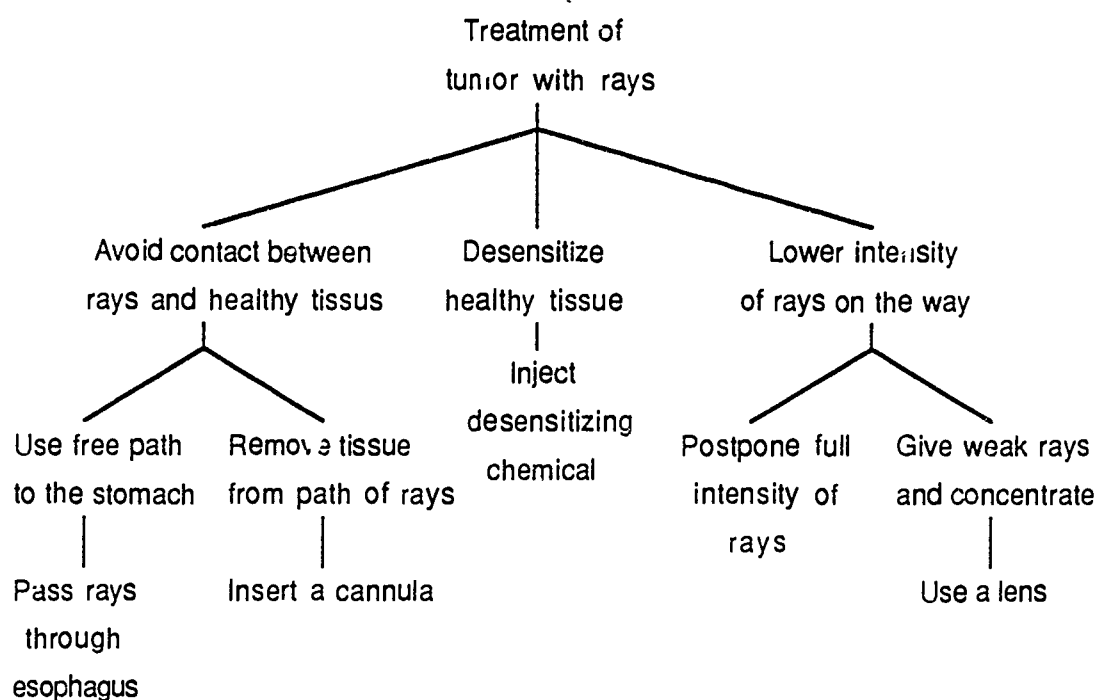 Treatment of
tumor with rays
Avoid contact between
rays and healthy tissus
Desensitize
healthy tissue
Lower intensity
of rays on the way
Inject
desensitizing
chemical
Use free path
to the stomach
Remove tissue
from path of rays
Postpone full
intensity of
rays
Give weak rays
and concentrate
Pass rays
through
esophagus
Insert a cannula
Use a lens